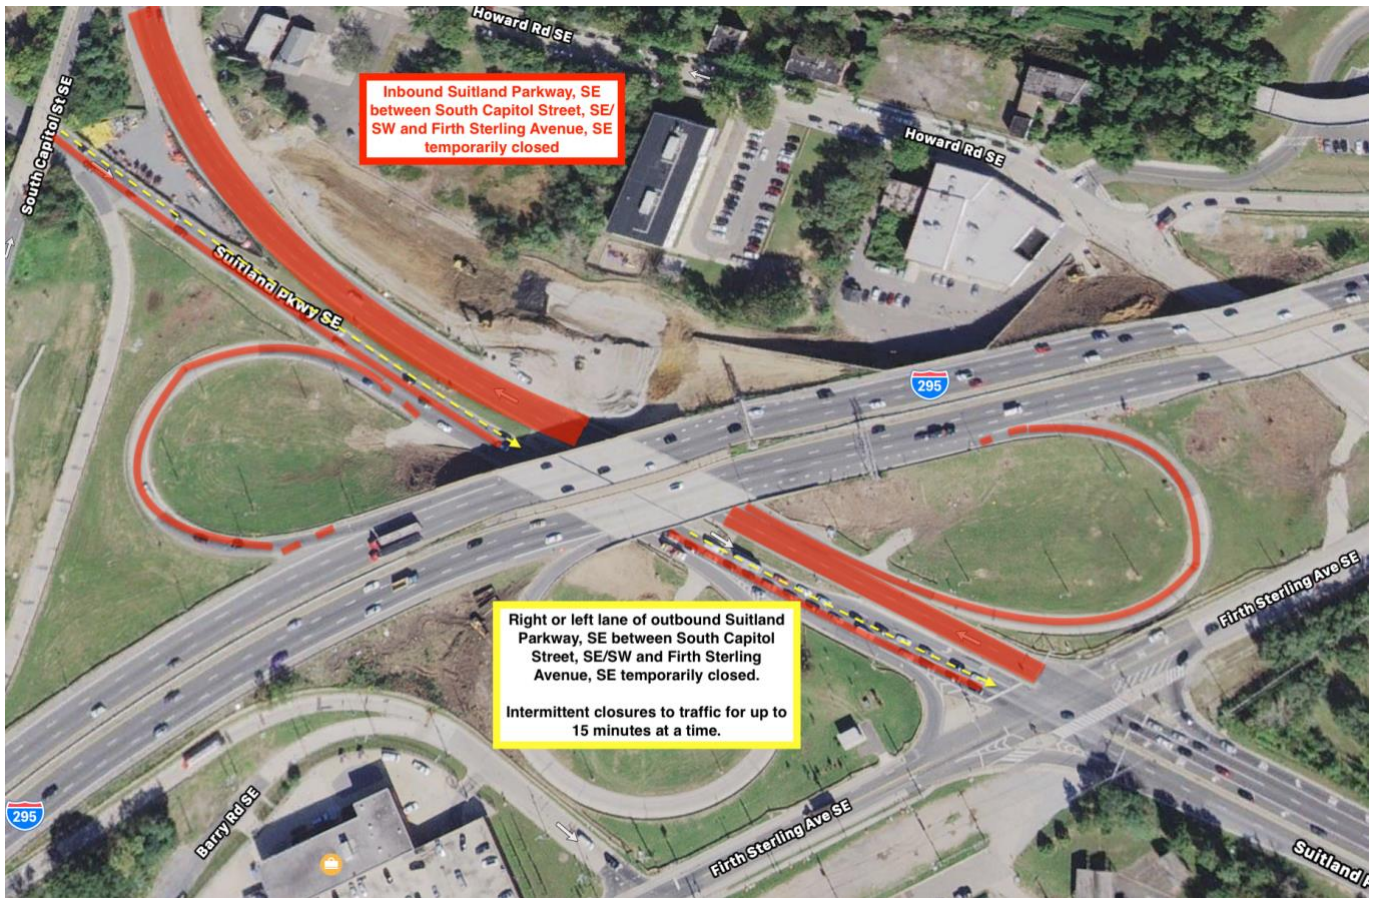 Howard Rd SE
South Capitol St SE
Inbound Suitland Parkway, SE
between South Capitol Street, SE/
SW and Firth Sterling Avenue, SE
temporarily closed
Howard Rd SE
Suitland Pkwy SE
295
Firth Sterling Ave SE
Right or left lane of outbound Suitland
Parkway, SE between South Capitol
Street, SE/SW and Firth Sterling
Avenue, SE temporarily closed.
Intermittent closures to traffic for up to
15 minutes at a time.
295
Barry Rd SE
Firth Sterling Ave SE
Suitland P